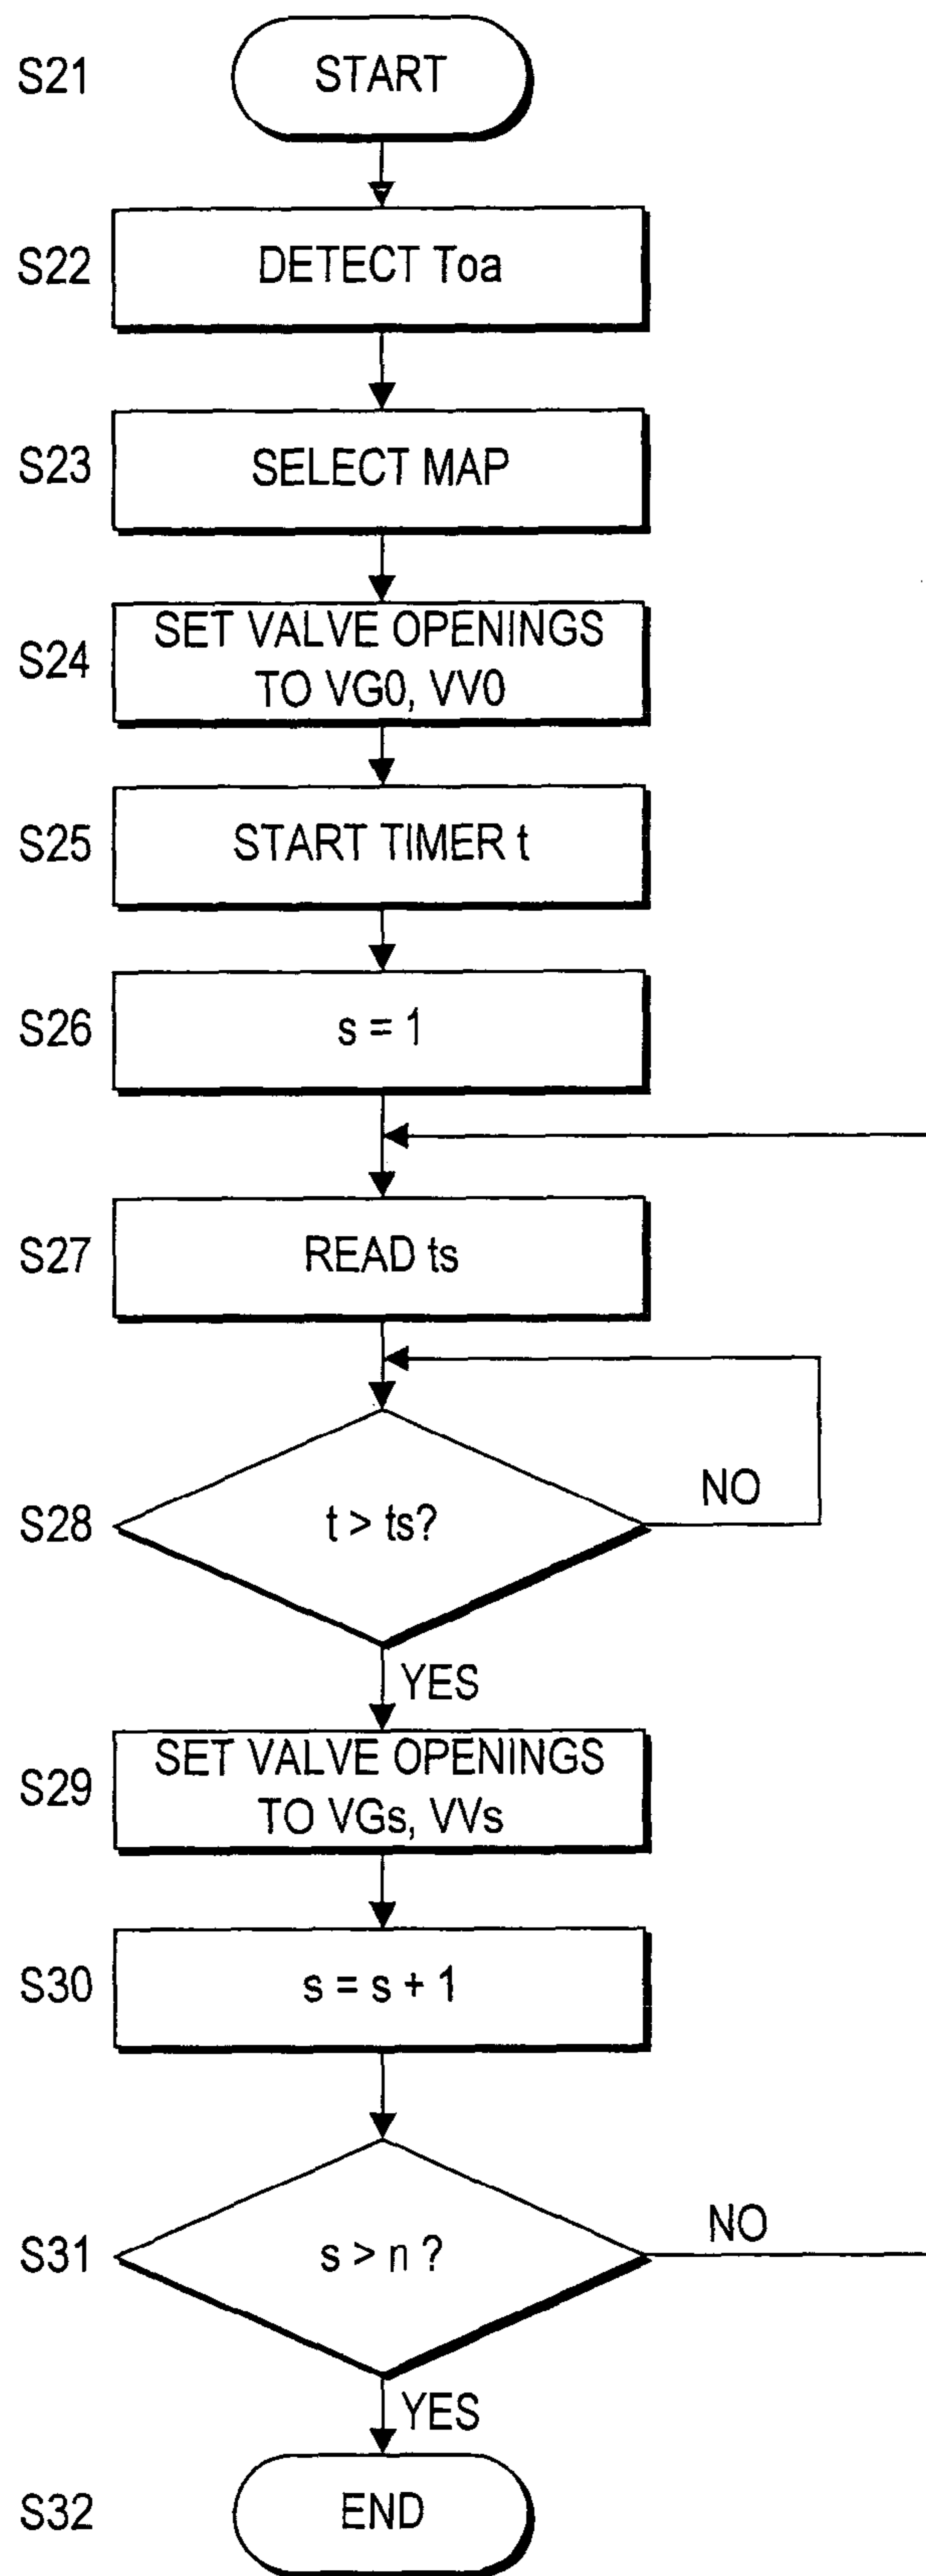 S21
START
S22
DETECT Toa
S23
SELECT MAP
S24
SET VALVE OPENINGS
TO VG0, VV0
S25
START TIMER t
S26
s = 1
S27
READ ts
S28
t > ts?
NO
YES
S29
SET VALVE OPENINGS
TO VGs, VVs
S30
s = s + 1
S31
s > n ?
NO
YES
S32
END